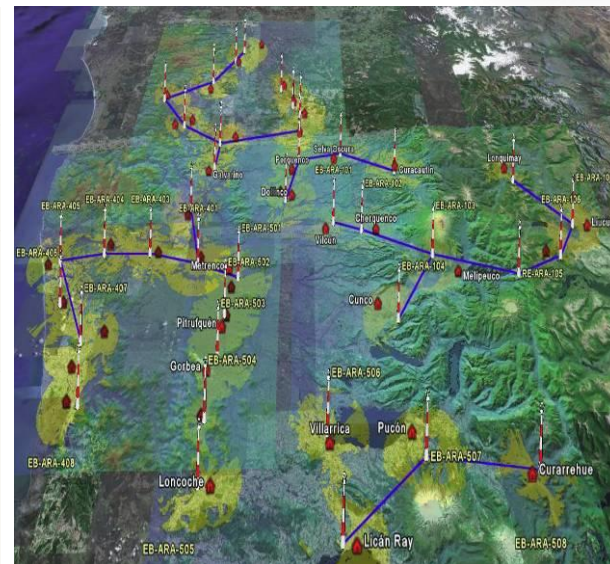 Selva Oscura
Perquenco
EB-ARA-101
EB-ARA-102
Curacautín
Lonquimay
Galvarino
EB-ARA-106
Liucura
EB-ARA-405
EB-ARA-404
EB-ARA-403
EB-ARA-401
EB-ARA-501
Cherquenco
EB-ARA-103
Vilcún
EB-ARA-406
Metrenco
EB-ARA-502
EB-ARA-104
Melipeuco
RE-ARA-105
EB-ARA-407
EB-ARA-503
Cunco
Pitrufquen
Gorbea
EB-ARA-504
EB-ARA-506
Villarrica
Pucón
EB-ARA-507
EB-ARA-408
Loncoche
Curarrehue
EB-ARA-505
Licán Ray
EB-ARA-508